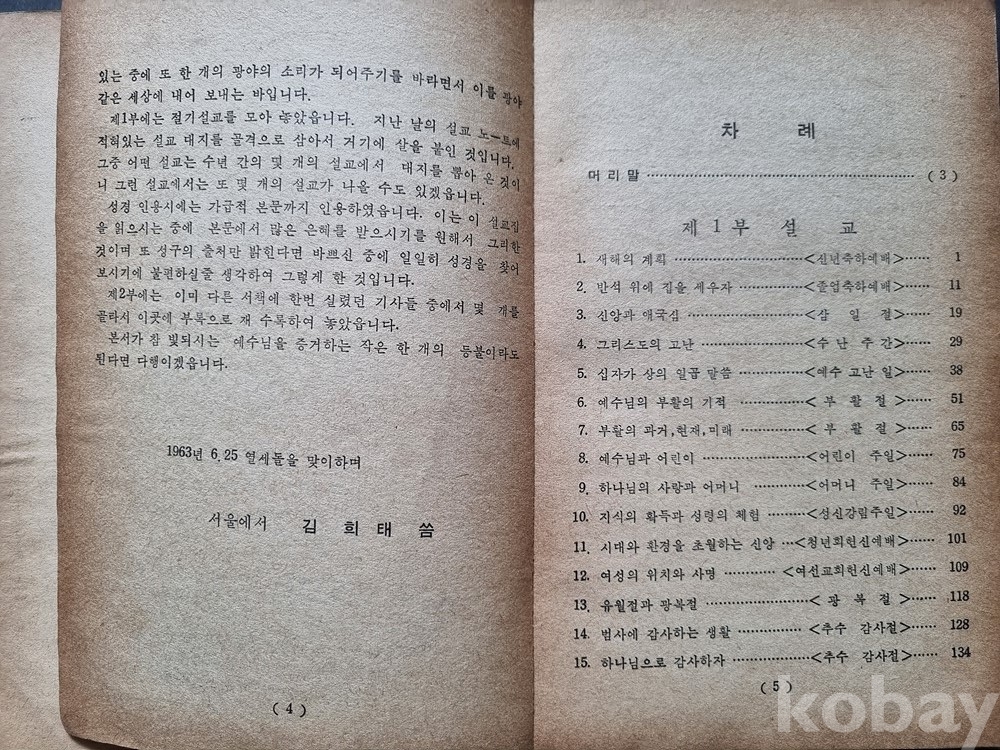 있는 중에 또 한 개의 광야의 소리가 되어주기를 바라면서 이를 광야
같은 세상에 내어 보내는 바입니다.
제1부에는 절기설교를 모아 놓았읍니다. 지난 날의 설교 노ー트에
적혀있는 설교 대지를 골격으로 삼아서 거기에 살을 붙인 것입니다.
그중 어떤 설교는 수년 간의 몇 개의 설교에서 대지를 뽑아 온 것이
니 그런 설교에서는 또 몇 개의 설교가 나올 수도 있겠읍니다.
성경 인용시에는 가급적 본문까지 인용하였읍니다. 이는 이 설교집
을 읽으시는 중에 본문에서 많은 은혜를 받으시기를 원해서 그리한
것이며 또 성구의 출처만 밝힌다면 바쁘신 중에 일일히 성경을 찾어
보시기에 불편하실줄 생각하여 그렇게 한 것입니다.
제2부에는 이미 다른 서책에 한번 실렸던 기사들 중에서 몇 개를
골라서 이곳에 부록으로 재 수록하여 놓았읍니다.
본서가 참 빛되시는 예수님을 증거하는 작은 한 개의 등불이라도
된다면 다행이겠읍니다.
1963년 6.25 열세돌을 맞이하며
서울에서 김 희 태 씀
( 4 )
차 례
머 리 말 ………………………………………… ( 3 )
제 1 부 설 교
1. 새해의 계획 ………………<신년축하예배>…… 1
2. 반석 위에 집을 세우자 …………<졸업축하예배>…… 11
3. 신앙과 애국심 ………………<삼 일 절>…… 19
4. 그리스도의 고난 ………………<수 난 주 간>…… 29
5. 십자가 상의 일곱 말씀 …………<예수 고난 일>…… 38
6. 예수님의 부활의 기적 …………<부 활 절>…… 51
7. 부활의 과거,현재,미래 …………<부 활 절>…… 65
8. 예수님과 어린이 ………………<어린이 주일>…… 75
9. 하나님의 사랑과 어머니 …………<어머니 주일>…… 84
10. 지식의 확득과 성령의 체험 ………<성신강림주일>…… 92
11. 시대와 환경을 초월하는 신앙 …<청년회헌신예배>…… 101
12. 여성의 위치와 사명 …………<여선교회헌신예배>…… 109
13. 유월절과 광복절 ………………<광 복 절>…… 118
14. 범사에 감사하는 생활 …………<추수 감사절>…… 128
15. 하나님으로 감사하자 …………<추수 감사절>…… 134
( 5 )
kobay